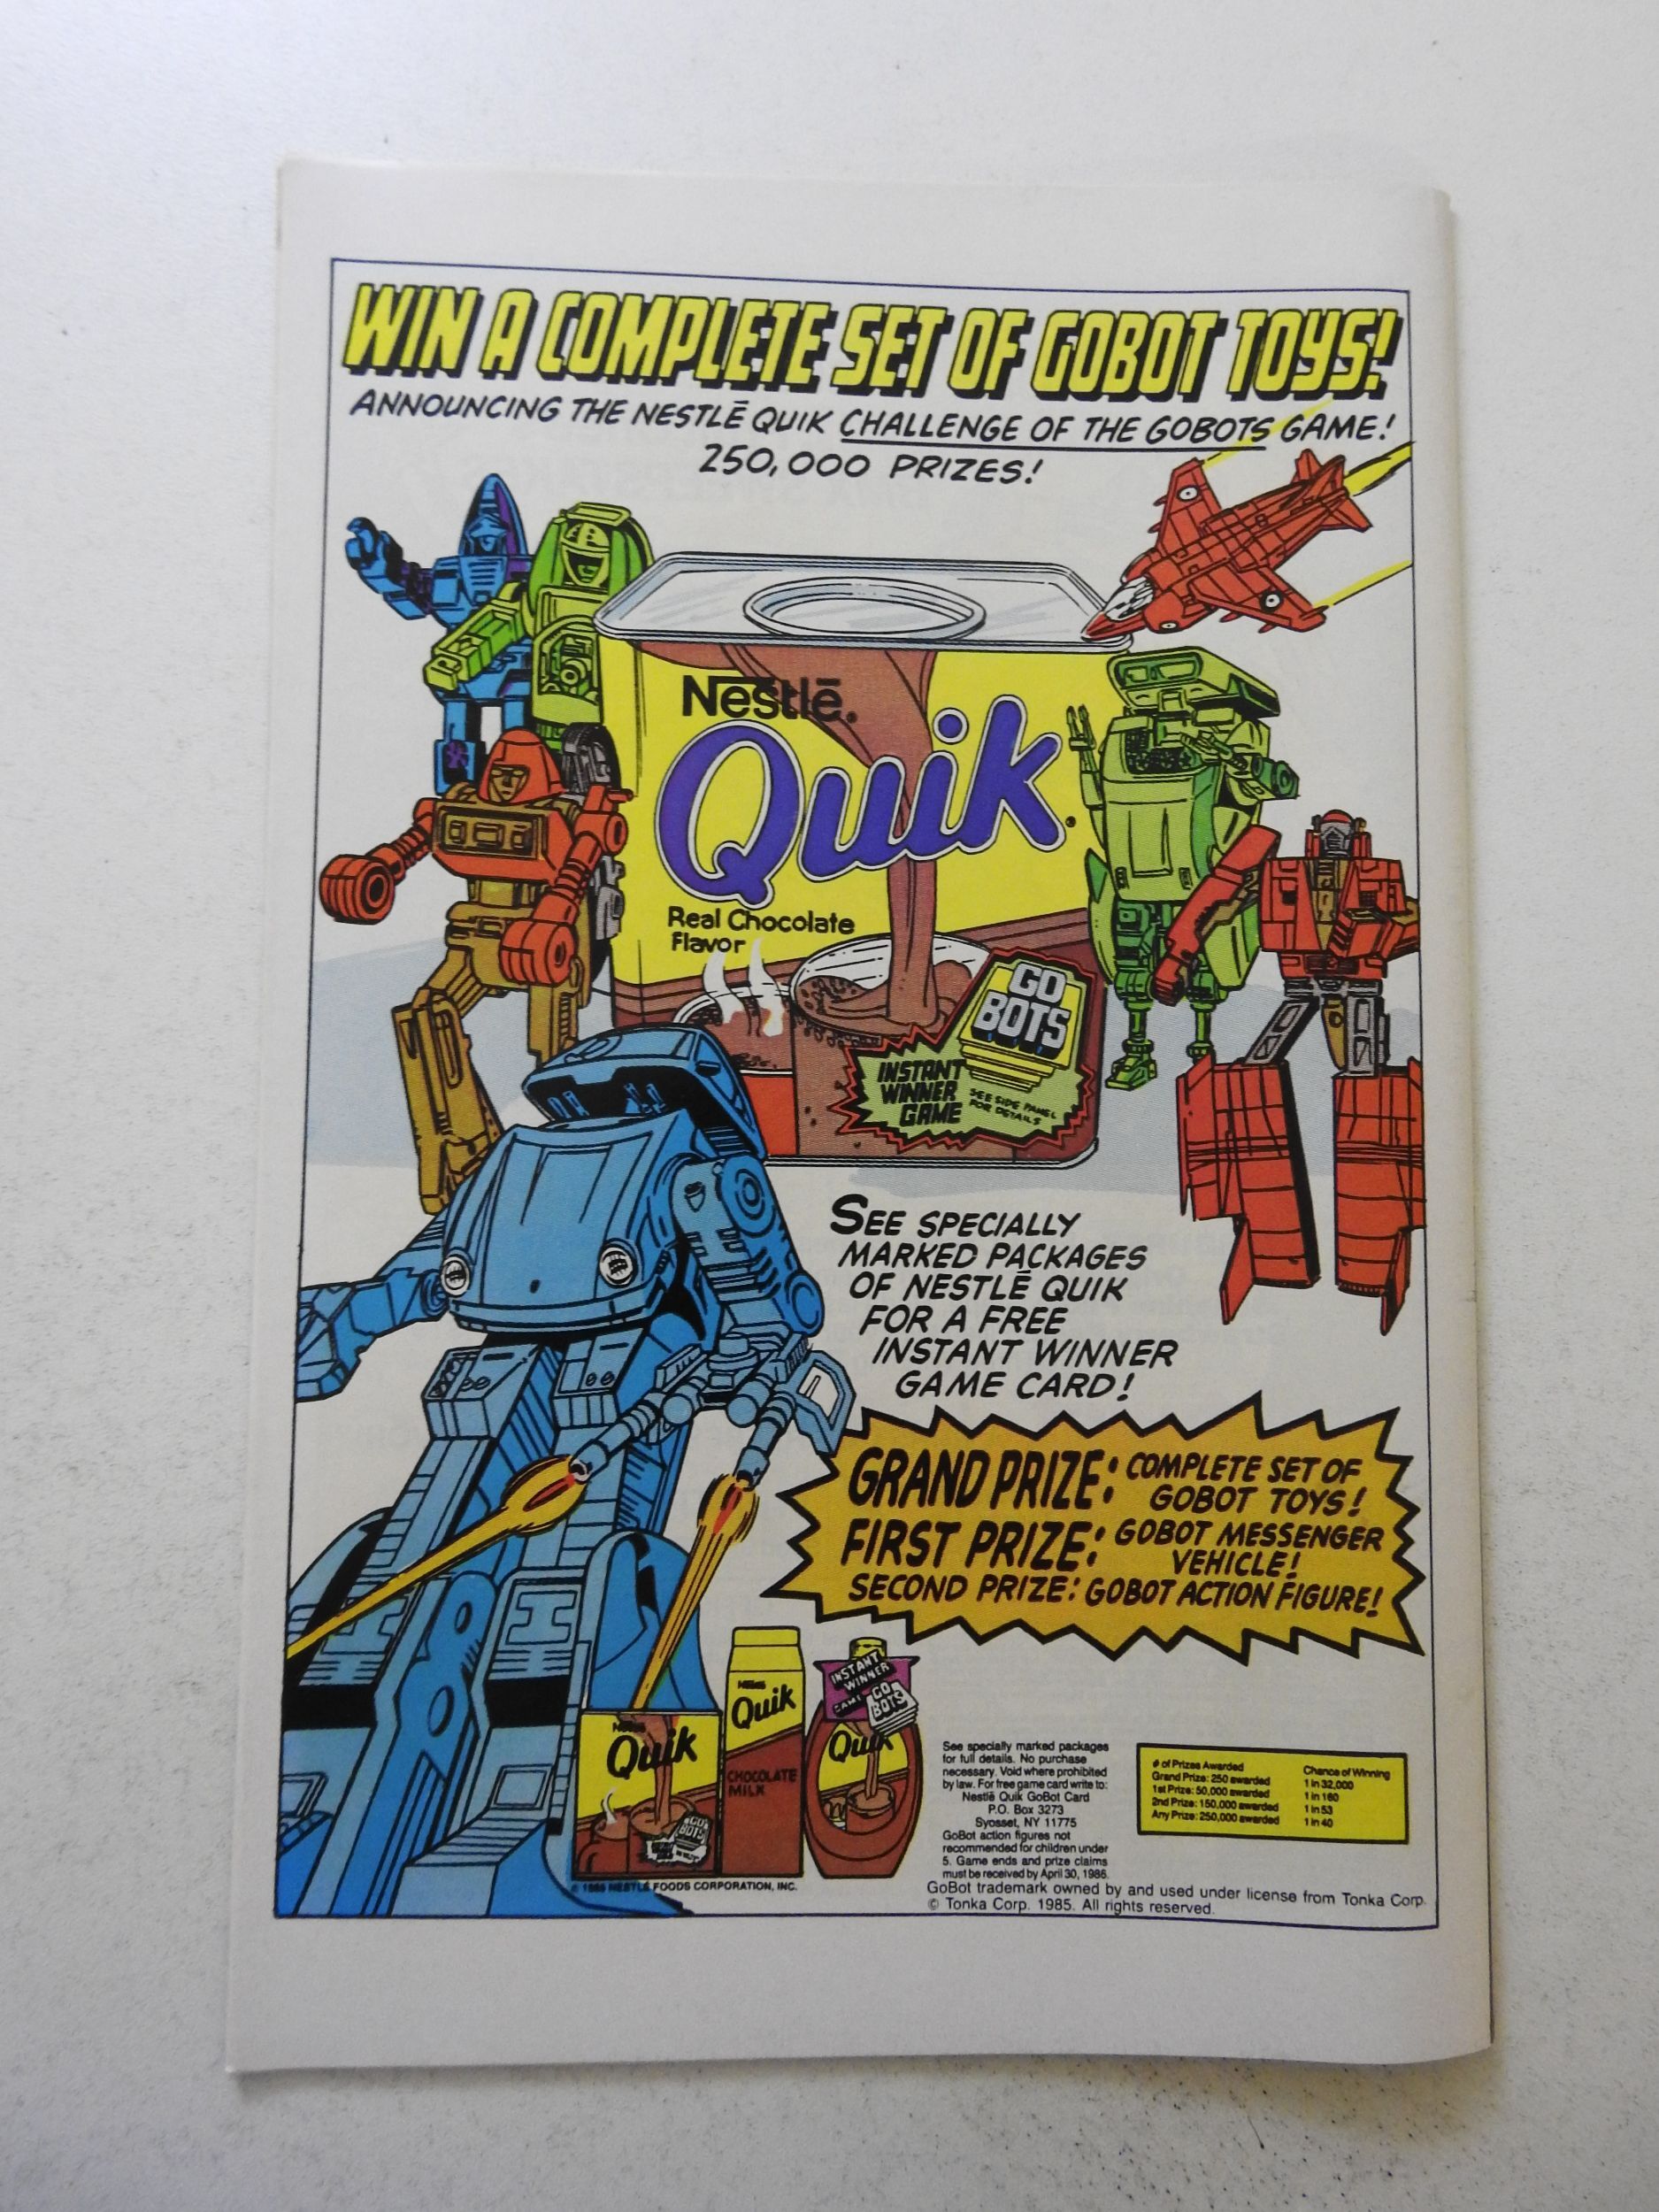 WIN A COMPLETE SET OF GOBOT TOYS!
ANNOUNCING THE NESTLĒ QUIK CHALLENGE OF THE GOBOTS GAME!
250,000 PRIZES!
Nestlē.
Quik.
Real Chocolate
flavor
GO
BOTS
INSTANT
WINNER
GAME
SEE SIDE PANEL
FOR DETAILS
SEE SPECIALLY
MARKED PACKAGES
OF NESTLĒ QUIK
FOR A FREE
INSTANT WINNER
GAME CARD!
GRAND PRIZE: COMPLETE SET OF
GOBOT TOYS!
FIRST PRIZE: GOBOT MESSENGER
VEHICLE!
SECOND PRIZE: GOBOT ACTION FIGURE!
Quik
GO
BOTS
Quik
CHOCOLATE
MILK
INSTANT
WINNER
GAME
GO
BOTS
Quik
See specially marked packages
for full details. No purchase
necessary. Void where prohibited
by law. For free game card write to:
Nestlē Quik GoBot Card
P.O. Box 3273
Syosset, NY 11775
GoBot action figures not
recommended for children under
5. Game ends and prize claims
must be received by April 30, 1986.
# of Prizes Awarded Chance of Winning
Grand Prize: 250 awarded 1 in 32,000
1st Prize: 50,000 awarded 1 in 160
2nd Prize: 150,000 awarded 1 in 53
Any Prize: 250,000 awarded 1 in 40
NESTLĒ FOODS CORPORATION, INC.
GoBot trademark owned by and used under license from Tonka Corp.
© Tonka Corp. 1985. All rights reserved.